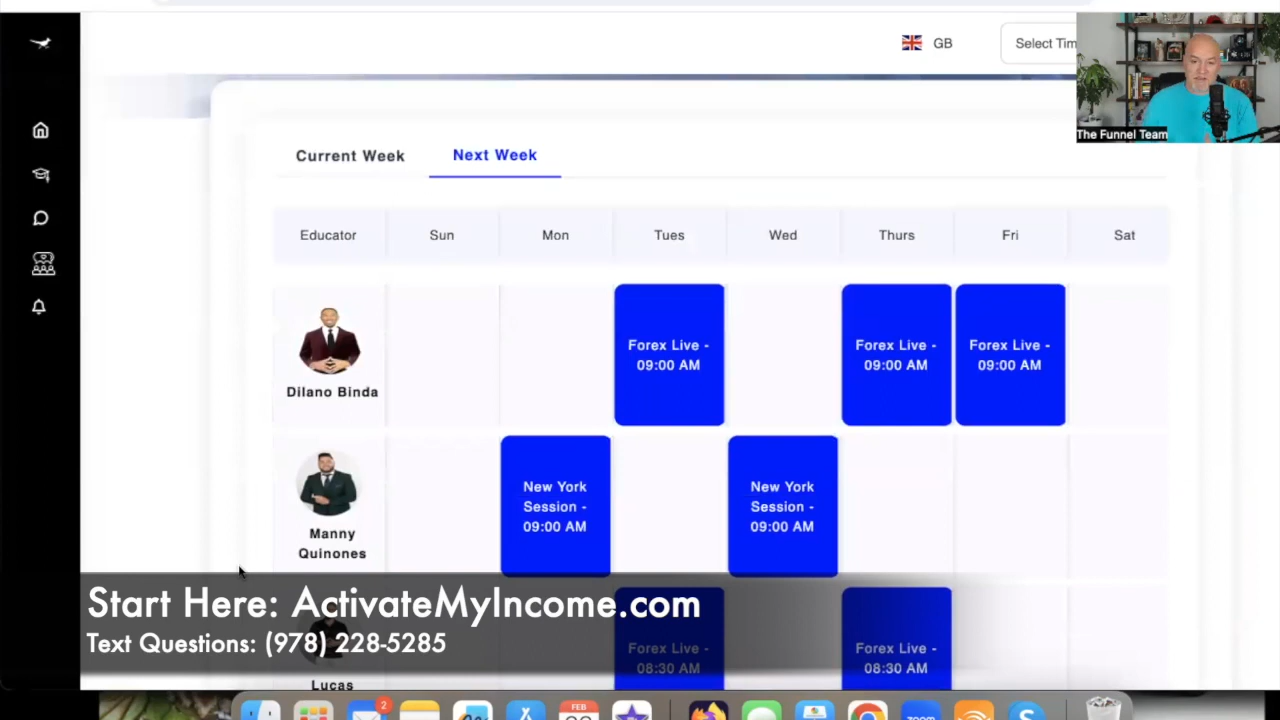 GB
Select Tim
The Funnel Team
Current Week
Next Week
Educator
Sun
Mon
Tues
Wed
Thurs
Fri
Sat
Dilano Binda
Forex Live -
09:00 AM
Forex Live -
09:00 AM
Forex Live -
09:00 AM
Manny
Quinones
New York
Session -
09:00 AM
New York
Session -
09:00 AM
Lucas
Forex Live -
08:30 AM
Forex Live -
08:30 AM
Start Here: ActivateMyIncome.com
Text Questions: (978) 228-5285
2
FEB
zoom